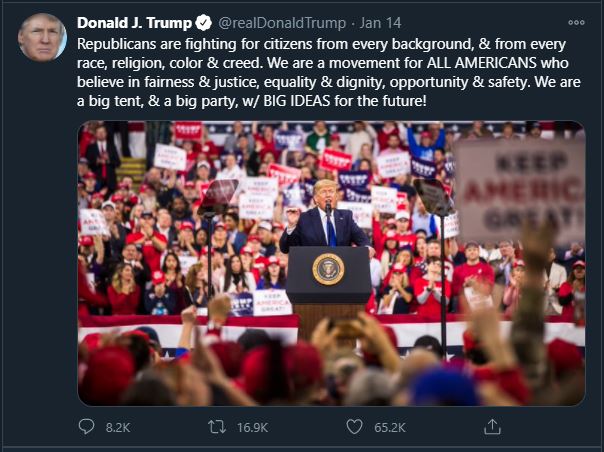 Donald J. Trump @realDonaldTrump · Jan 14
Republicans are fighting for citizens from every background, & from every
race, religion, color & creed. We are a movement for ALL AMERICANS who
believe in fairness & justice, equality & dignity, opportunity & safety. We are
a big tent, & a big party, w/ BIG IDEAS for the future!
KEEP
AMERICA
GREAT!
8.2K 16.9K 65.2K